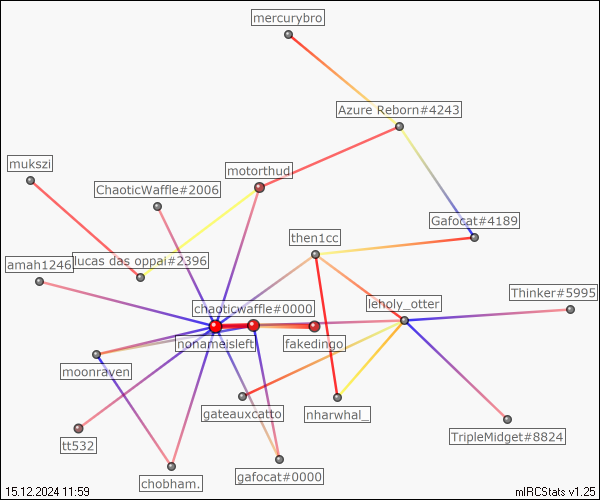 mercurybro
Azure Reborn#4243
mukszi
motorthud
ChaoticWaffle#2006
Gafocat#4189
then1cc
lucas das oppai#2396
amah1246
Thinker#5995
chaoticwaffle#0000
leholy_otter
nonameisleft
fakedingo
moonraven
gateauxcatto
nharwhal_
TripleMidget#8824
tt532
gafocat#0000
chobham.
15.12.2024 11:59
mIRCStats v1.25